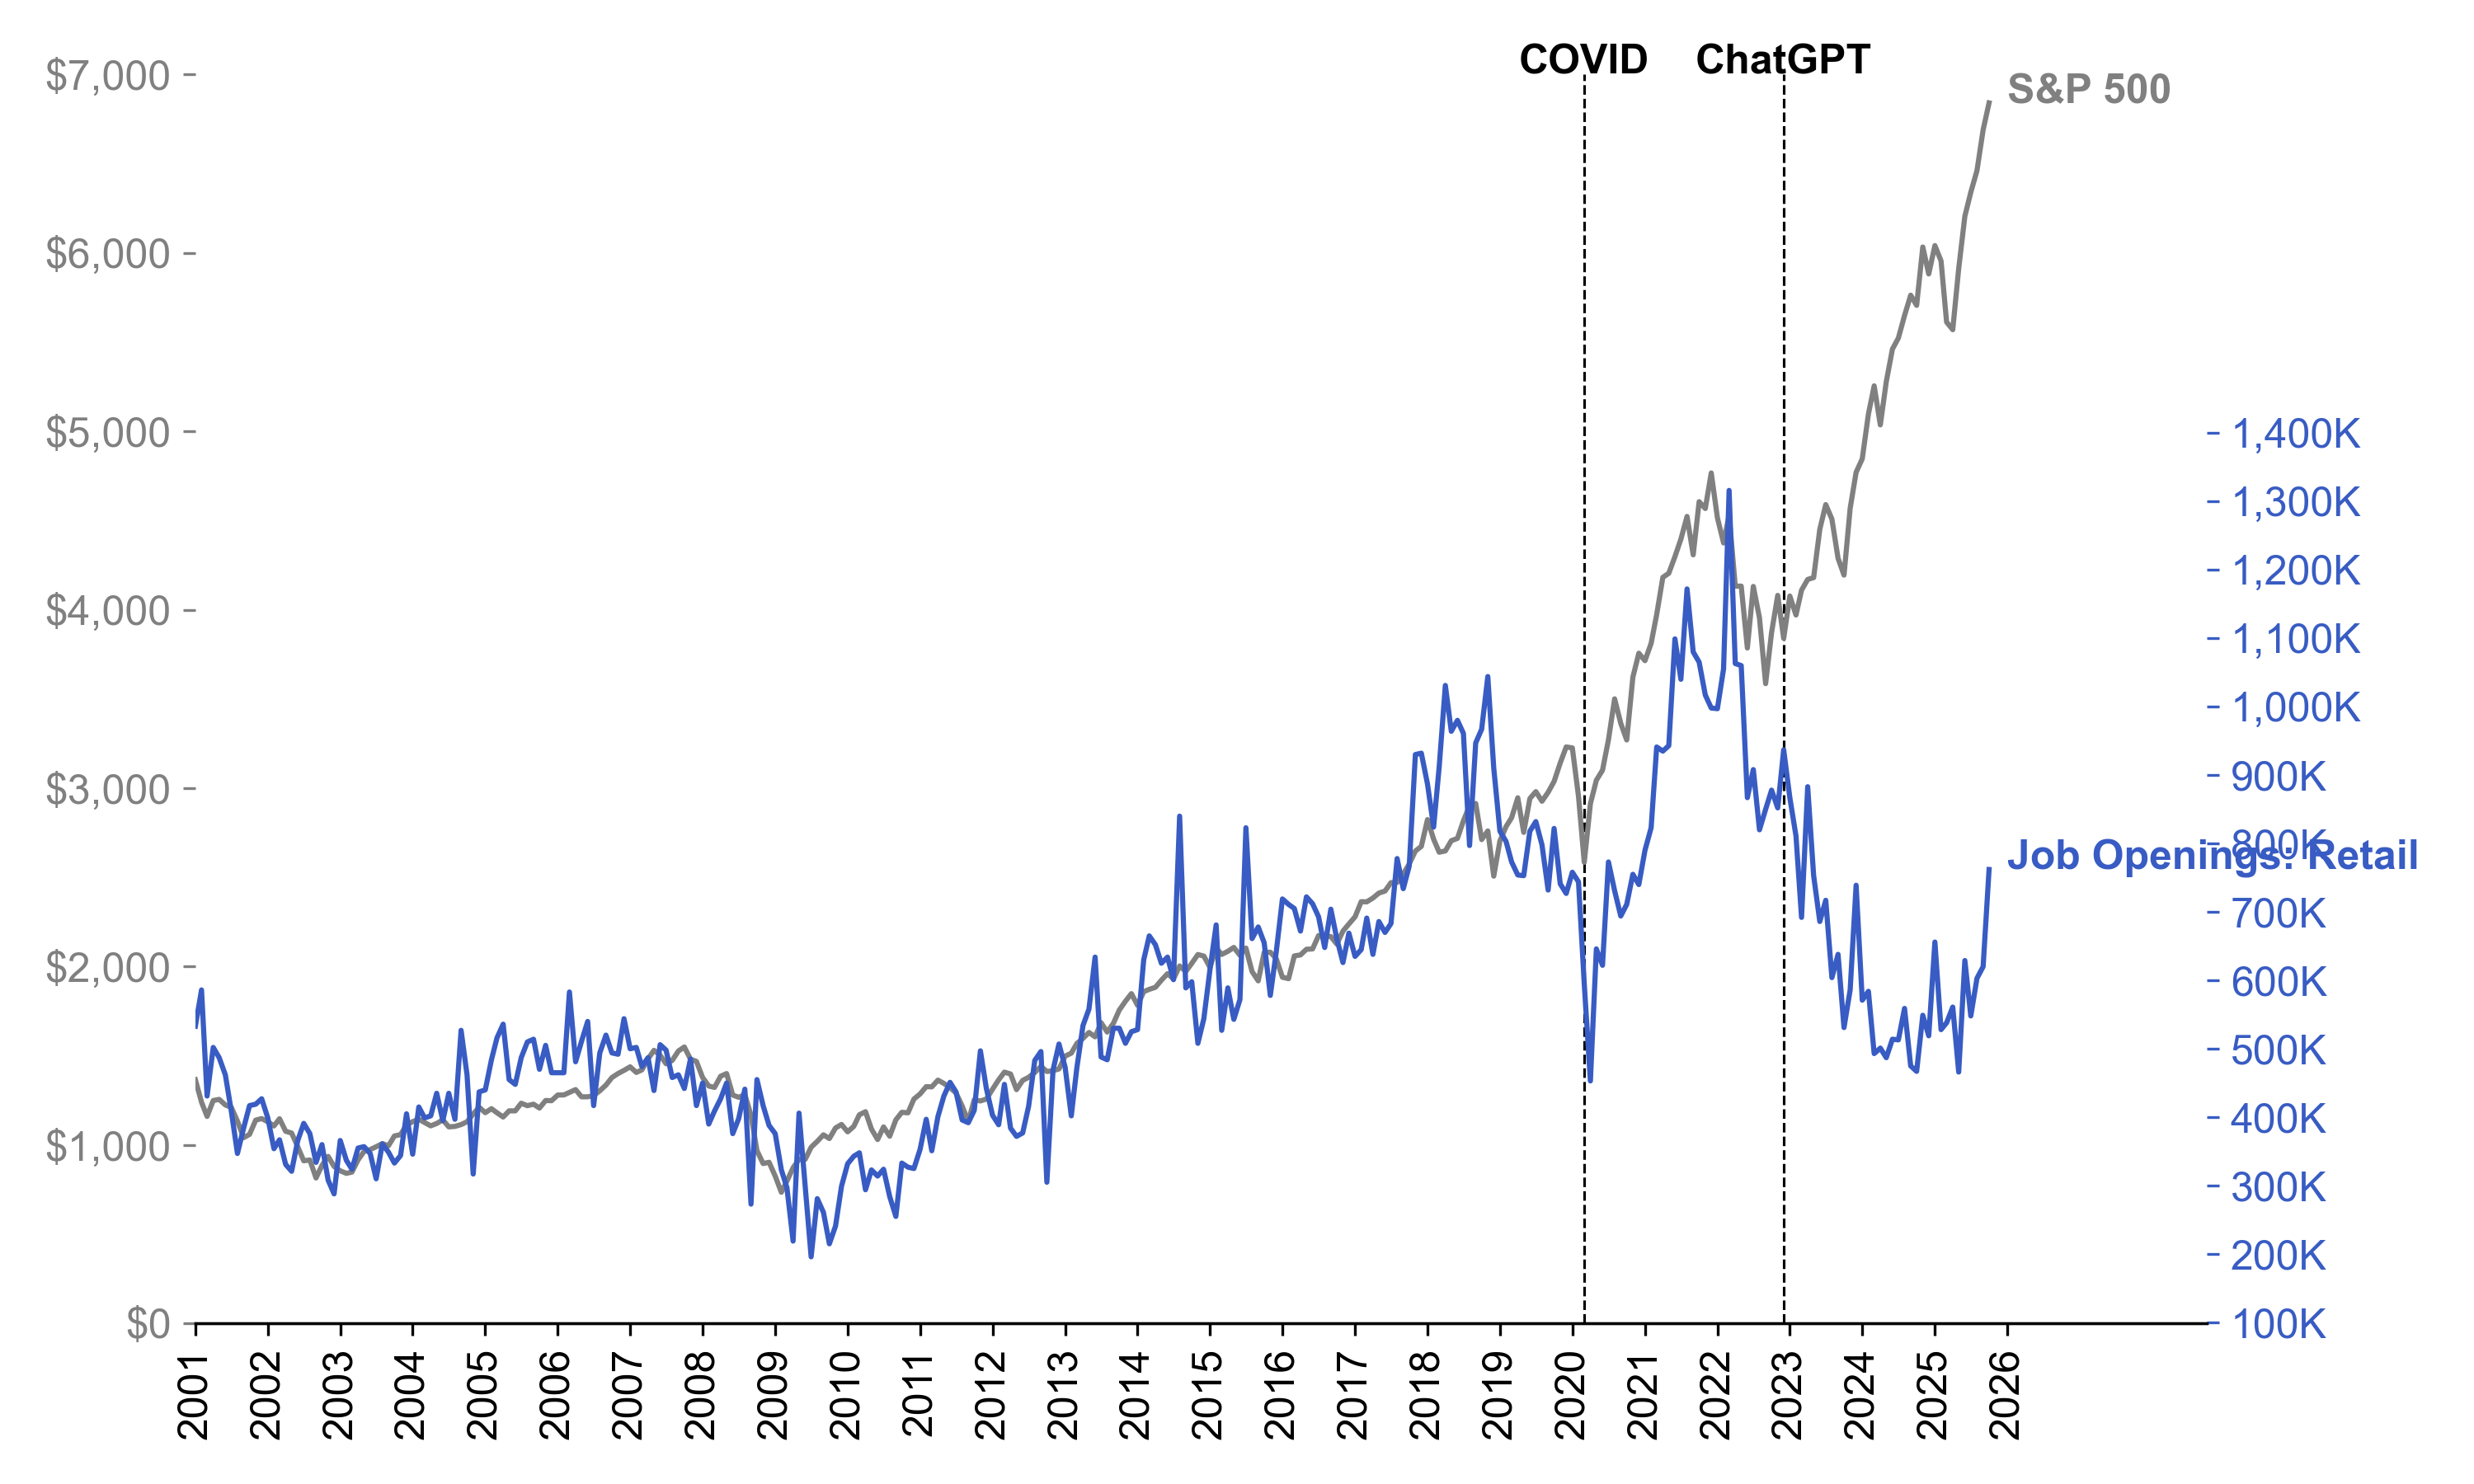 COVID
ChatGPT
$7,000
S&P 500
$6,000
$5,000
1,400K
1,300K
1,200K
$4,000
1,100K
1,000K
$3,000
900K
800K
Job Openings: Retail
700K
$2,000
600K
500K
400K
$1,000
300K
200K
$0
100K
2001
2002
2003
2004
2005
2006
2007
2008
2009
2010
2011
2012
2013
2014
2015
2016
2017
2018
2019
2020
2021
2022
2023
2024
2025
2026